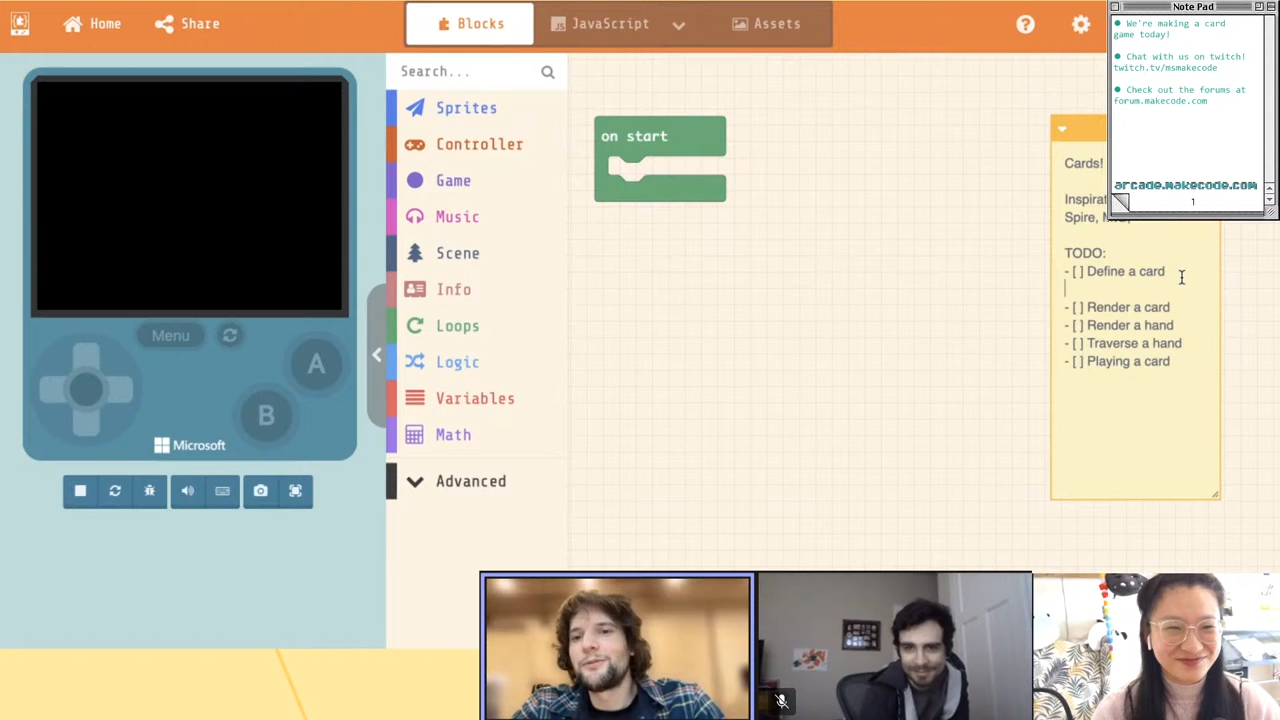 Home
Share
Blocks
JavaScript
Assets
Note Pad
We're making a card
game today!
Chat with us on twitch!
twitch.tv/msmakecode
Check out the forums at
forum.makecode.com
arcade.makecode.com
1
Search...
Sprites
Controller
Game
Music
Scene
Info
Loops
Logic
Variables
Math
Advanced
on start
Menu
A
B
Microsoft
Cards!
Spire,
TODO:
- [ ] Define a card
- [ ] Render a card
- [ ] Render a hand
- [ ] Traverse a hand
- [ ] Playing a card